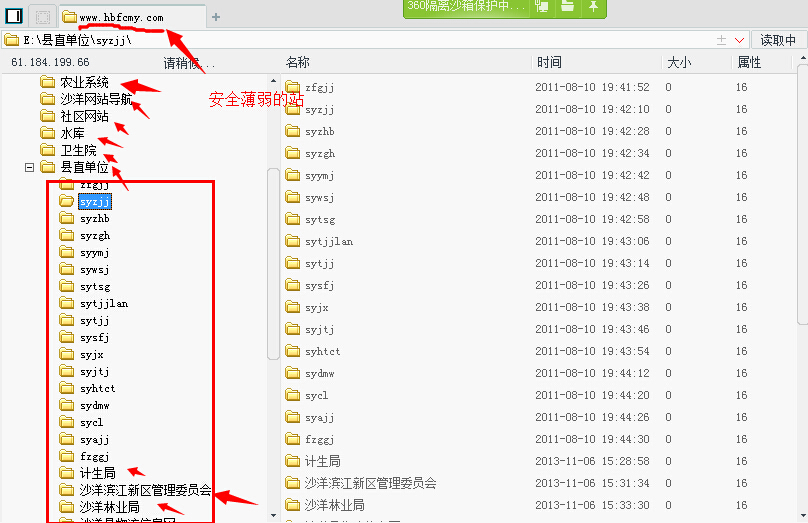 www.hbfcmy.com
360隔离沙箱保护中...
E:\县直单位\syzjj\
读取中
61.184.199.66 请稍候...
名称 时间 大小 属性
安全薄弱的站
农业系统
沙洋网站导航
社区网站
水库
卫生院
县直单位
zfgjj
syzjj
syzhb
syzgh
syymj
sywsj
sytsg
sytjjlan
sytjj
sysfj
syjx
syjtj
syhtct
sydmw
sycl
syajj
fzggj
计生局
沙洋滨江新区管理委员会
沙洋林业局
zfgjj 2011-08-10 19:41:52 0 16
syzjj 2011-08-10 19:42:10 0 16
syzhb 2011-08-10 19:42:28 0 16
syzgh 2011-08-10 19:42:34 0 16
syymj 2011-08-10 19:42:42 0 16
sywsj 2011-08-10 19:42:48 0 16
sytsg 2011-08-10 19:42:58 0 16
sytjjlan 2011-08-10 19:43:06 0 16
sytjj 2011-08-10 19:43:14 0 16
sysfj 2011-08-10 19:43:26 0 16
syjx 2011-08-10 19:43:38 0 16
syjtj 2011-08-10 19:43:46 0 16
syhtct 2011-08-10 19:43:54 0 16
sydmw 2011-08-10 19:44:12 0 16
sycl 2011-08-10 19:44:20 0 16
syajj 2011-08-10 19:44:26 0 16
fzggj 2011-08-10 19:44:30 0 16
计生局 2013-11-06 15:28:58 0 16
沙洋滨江新区管理委员会 2013-11-06 15:31:34 0 16
沙洋林业局 2013-11-06 15:33:30 0 16